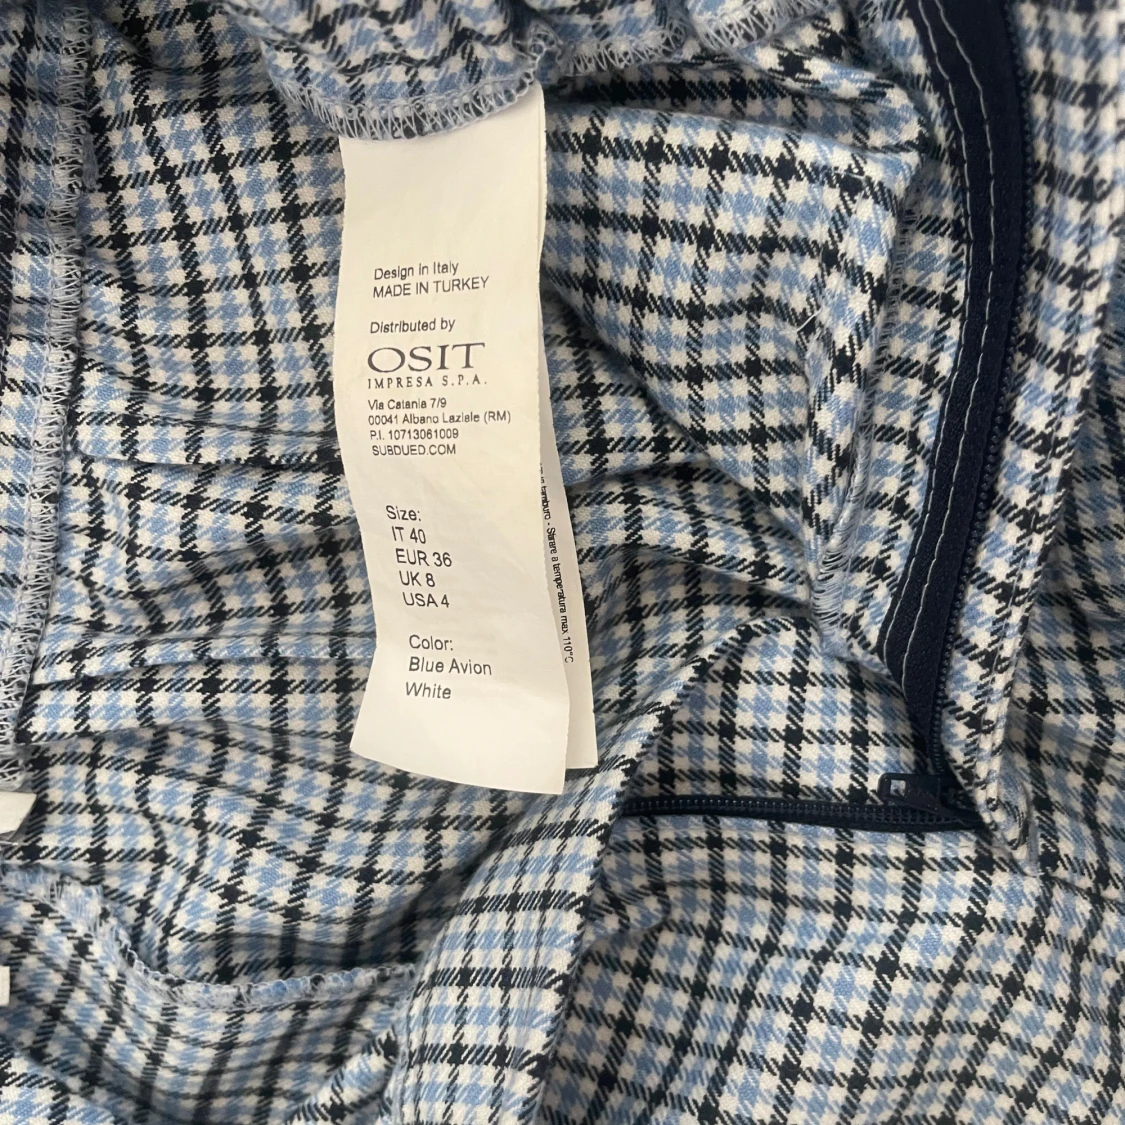 Design in Italy
MADE IN TURKEY
Distributed by
OSIT
IMPRESA S.P.A.
Via Catania 7/9
00041 Albano Laziale (RM)
P.I. 10713061009
SUBDUED.COM
Size:
IT 40
EUR 36
UK 8
USA 4
Color:
Blue Avion
White
in tamburo - Stirare a temperatura max 110°C